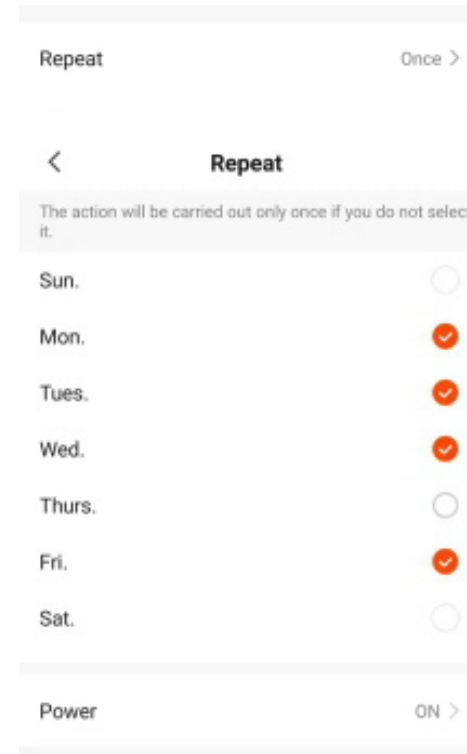 Repeat Once >
< Repeat
The action will be carried out only once if you do not select
it.
Sun.
Mon.
Tues.
Wed.
Thurs.
Fri.
Sat.
Power ON >